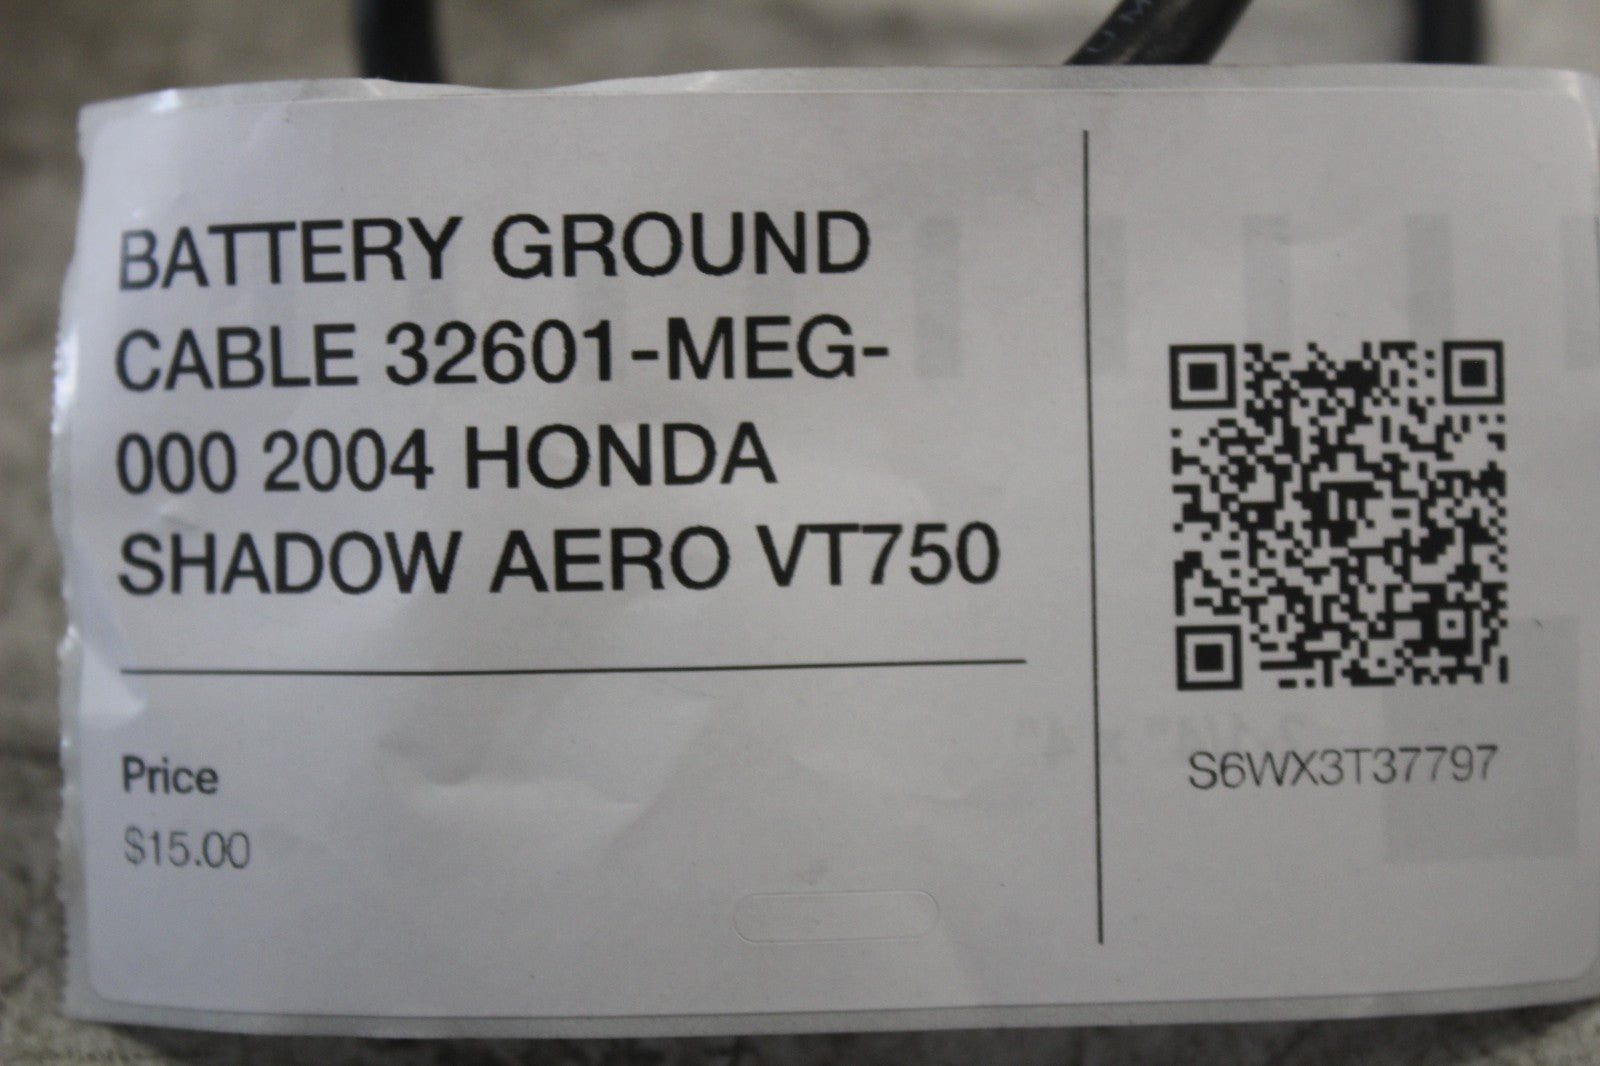 BATTERY GROUND
CABLE 32601-MEG-
000 2004 HONDA
SHADOW AERO VT750
Price
$15.00
S6WX3T37797